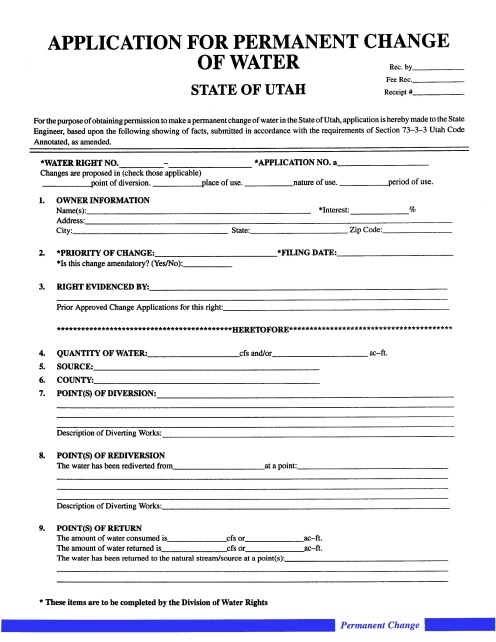 APPLICATION FOR PERMANENT CHANGE
OF WATER
STATE OF UTAH
Rec. by
Fee Rec.
Receipt #
For the purpose of obtaining permission to make a permanent change of water in the State of Utah, application is hereby made to the State
Engineer, based upon the following showing of facts, submitted in accordance with the requirements of Section 73-3-3 Utah Code
Annotated, as amended.
*WATER RIGHT NO. – *APPLICATION NO. a
Changes are proposed in (check those applicable)
point of diversion. place of use. nature of use. period of use.
1. OWNER INFORMATION
Name(s): *Interest: %
Address:
City: State: Zip Code:
2. *PRIORITY OF CHANGE: *FILING DATE:
*Is this change amendatory? (Yes/No):
3. RIGHT EVIDENCED BY:
Prior Approved Change Applications for this right:
********************************************HERETOFORE*****************************************
4. QUANTITY OF WATER: cfs and/or ac-ft.
5. SOURCE:
6. COUNTY:
7. POINT(S) OF DIVERSION:
Description of Diverting Works:
8. POINT(S) OF REDIVERSION
The water has been rediverted from at a point:
Description of Diverting Works:
9. POINT(S) OF RETURN
The amount of water consumed is cfs or ac-ft.
The amount of water returned is cfs or ac-ft.
The water has been returned to the natural stream/source at a point(s):
* These items are to be completed by the Division of Water Rights
Permanent Change